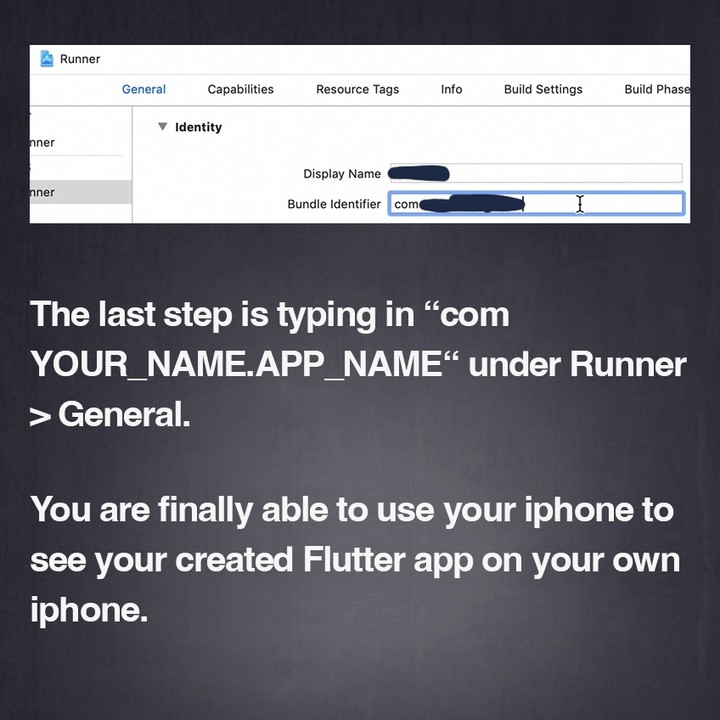 Runner
General Capabilities Resource Tags Info Build Settings Build Phase
nner
Identity
Display Name
nner
Bundle Identifier com
The last step is typing in “com
YOUR_NAME.APP_NAME“ under Runner
> General.
You are finally able to use your iphone to
see your created Flutter app on your own
iphone.